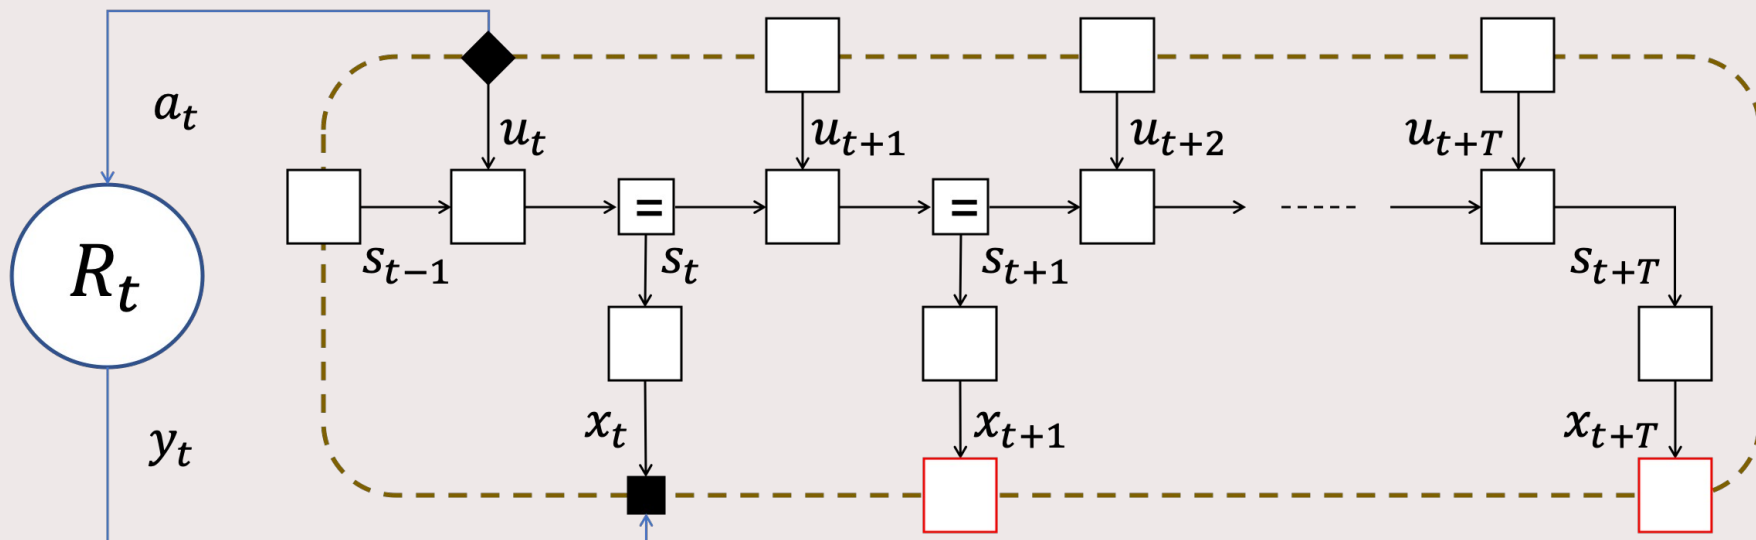 a_t
u_t
u_{t+1}
u_{t+2}
u_{t+T}
=
=
s_{t−1}
s_t
s_{t+1}
s_{t+T}
R_t
y_t
x_t
x_{t+1}
x_{t+T}